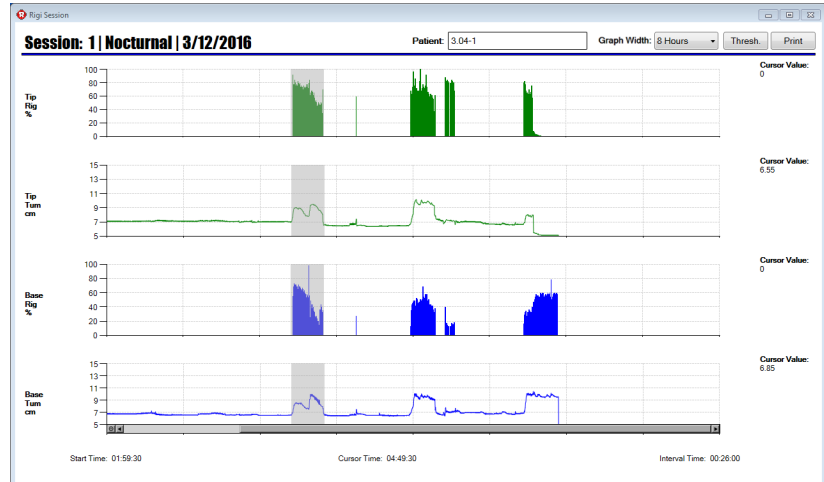 Rigi Session
Session: 1 | Nocturnal | 3/12/2016
Patient: 3.04-1
Graph Width: 8 Hours
Thresh.
Print
Cursor Value:
0
Tip
Rig
%
100
80
60
40
20
0
Cursor Value:
6.55
Tip
Tum
cm
15
13
11
9
7
5
Cursor Value:
0
Base
Rig
%
100
80
60
40
20
0
Cursor Value:
6.85
Base
Tum
cm
15
13
11
9
7
5
Start Time: 01:59:30
Cursor Time: 04:49:30
Interval Time: 00:26:00